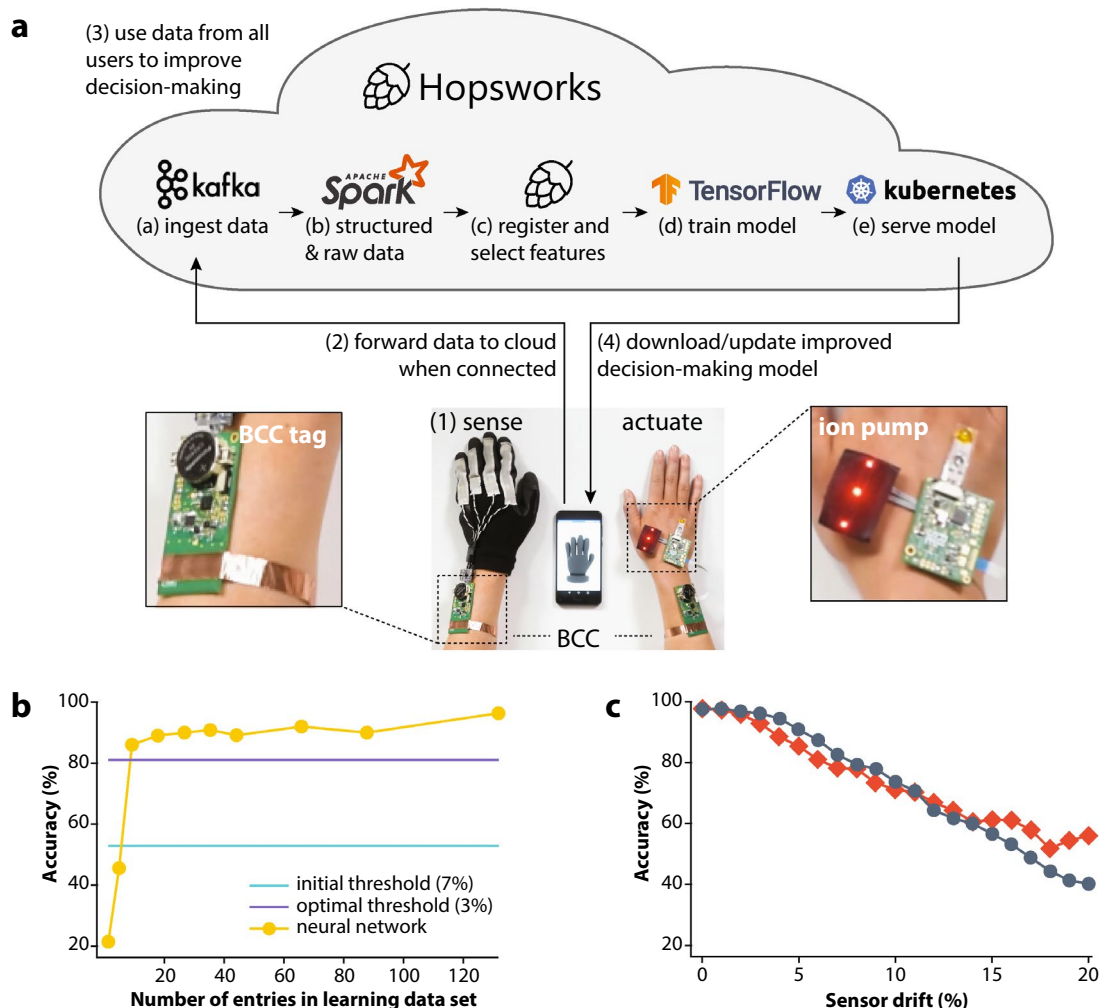 a
(3) use data from all
users to improve
decision-making
Hopsworks
kafka
APACHE
Spark
TensorFlow
kubernetes
(a) ingest data
(b) structured
& raw data
(c) register and
select features
(d) train model
(e) serve model
(2) forward data to cloud
when connected
(4) download/update improved
decision-making model
BCC tag
(1) sense
actuate
ion pump
BCC
b
100
80
60
40
20
Accuracy (%)
initial threshold (7%)
optimal threshold (3%)
neural network
20 40 60 80 100 120
Number of entries in learning data set
c
100
80
60
40
20
Accuracy (%)
0 5 10 15 20
Sensor drift (%)